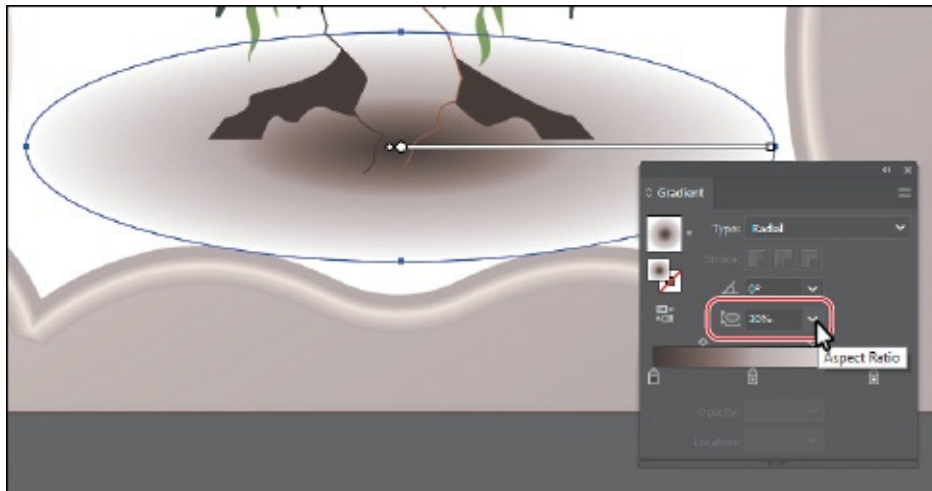 Gradient
Type: Radial
Stroke:
0°
30%
Aspect Ratio
Opacity:
Location: